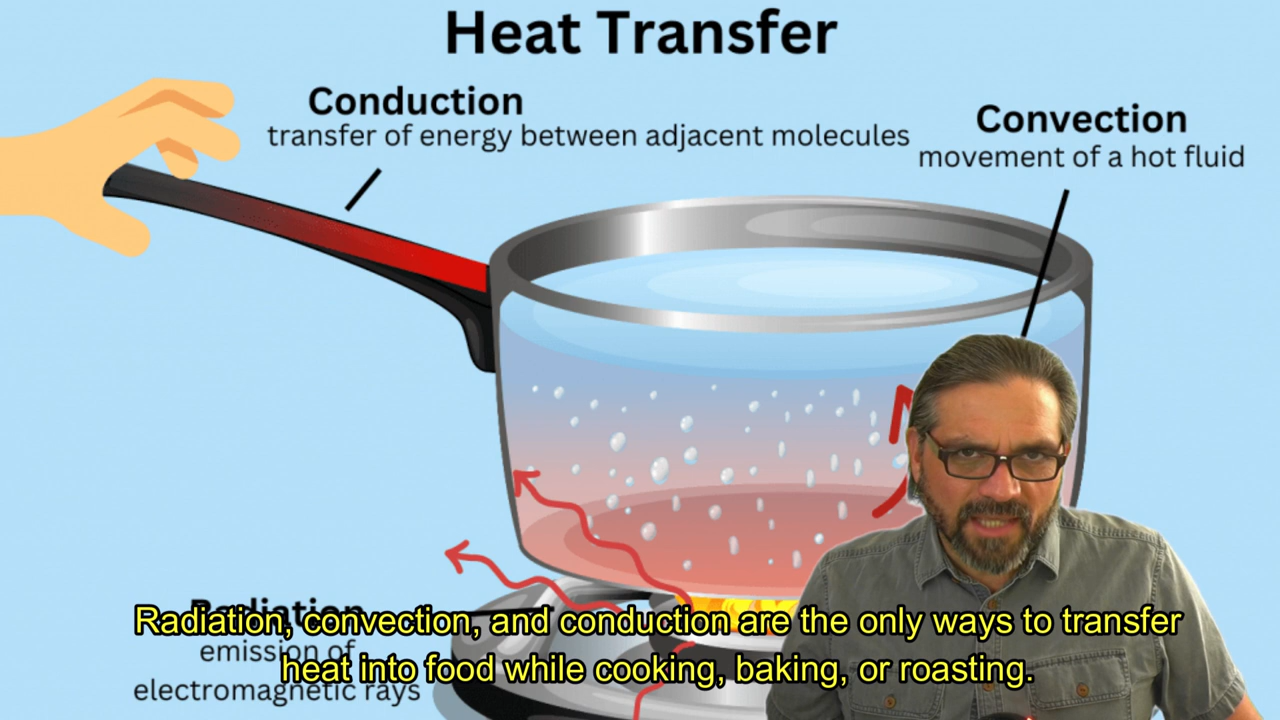 Heat Transfer
Conduction
transfer of energy between adjacent molecules
Convection
movement of a hot fluid
Radiation
emission of
electromagnetic rays
Radiation, convection, and conduction are the only ways to transfer
heat into food while cooking, baking, or roasting.